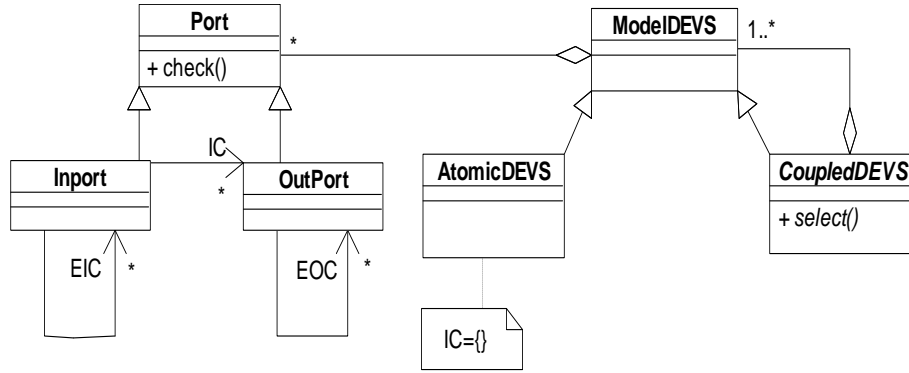 Port
*
+ check()
ModelDEVS
1..*
IC
*
Inport
OutPort
AtomicDEVS
CoupledDEVS
+ select()
EIC
*
EOC
*
IC={}